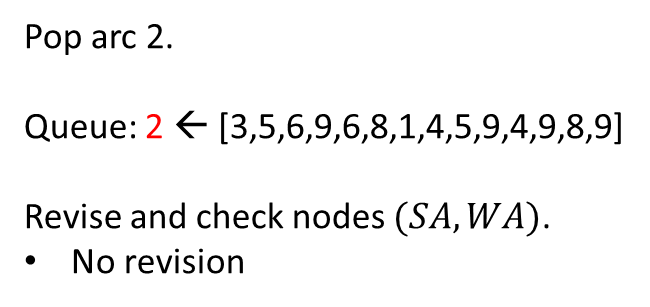 Pop arc 2.
Queue: 2 ← [3,5,6,9,6,8,1,4,5,9,4,9,8,9]
Revise and check nodes (SA, WA).
• No revision